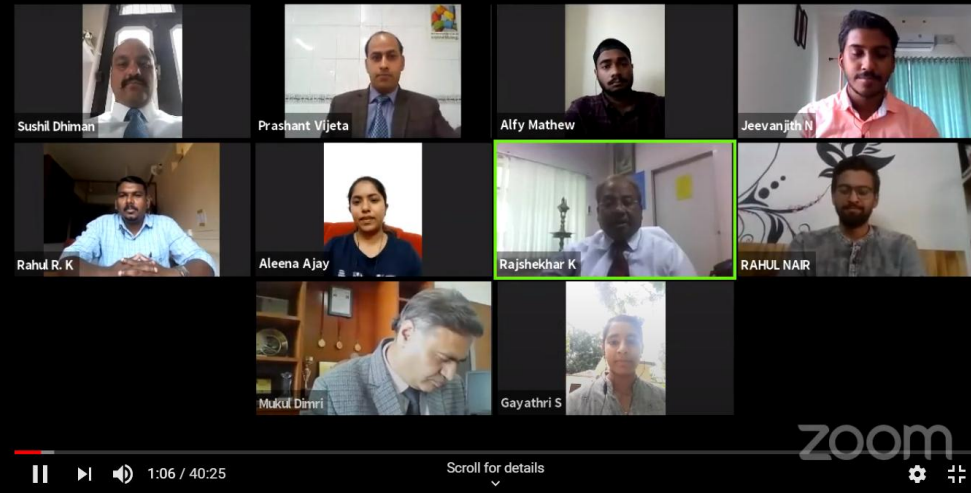 Sushil Dhiman
Prashant Vijeta
Alfy Mathew
Jeevanjith N
Rahul R. K
Aleena Ajay
Rajshekhar K
RAHUL NAIR
Mukul Dimri
Gayathri S
zoom
1:06 / 40:25
Scroll for details